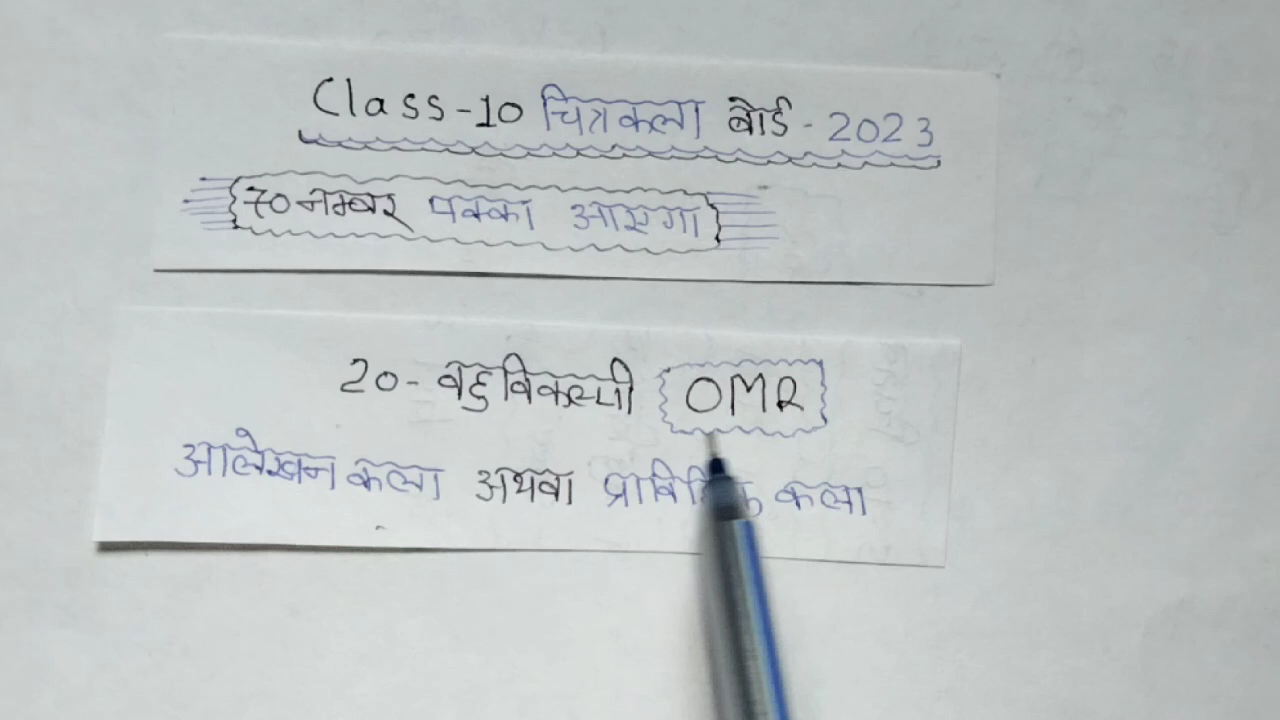 Class-10 चित्रकला बोर्ड - 2023
70 नम्बर पक्का आएगा
20- बहुविकल्पी OMR
आलेखन कला अथवा कला